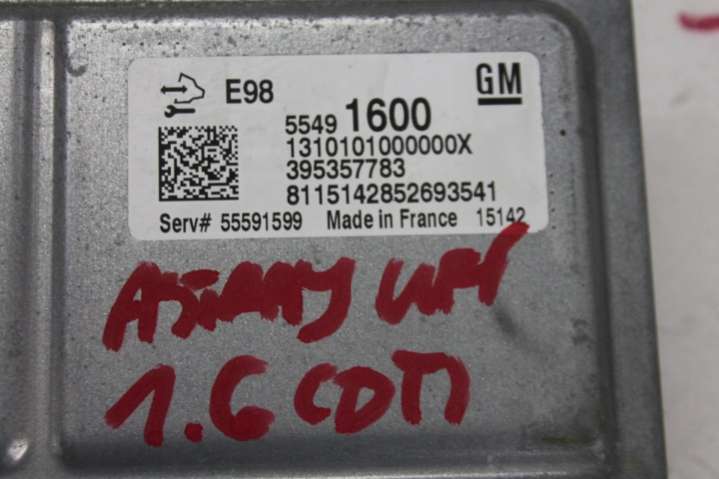 E98 GM
5549 1600
1310101000000X
395357783
8115142852693541
Serv# 55591599 Made in France 15142
1.6 CDTI